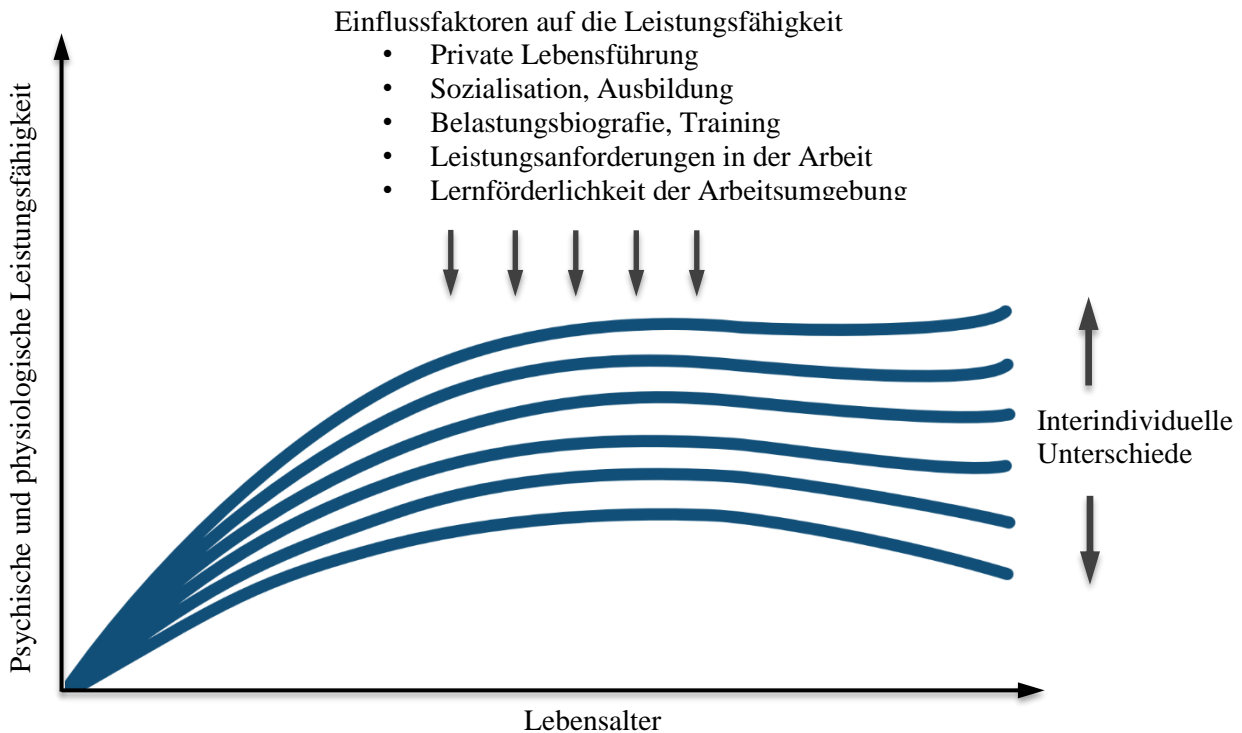 Einflussfaktoren auf die Leistungsfähigkeit
• Private Lebensführung
• Sozialisation, Ausbildung
• Belastungsbiografie, Training
• Leistungsanforderungen in der Arbeit
• Lernförderlichkeit der Arbeitsumgebung
Psychische und physiologische Leistungsfähigkeit
Interindividuelle
Unterschiede
Lebensalter